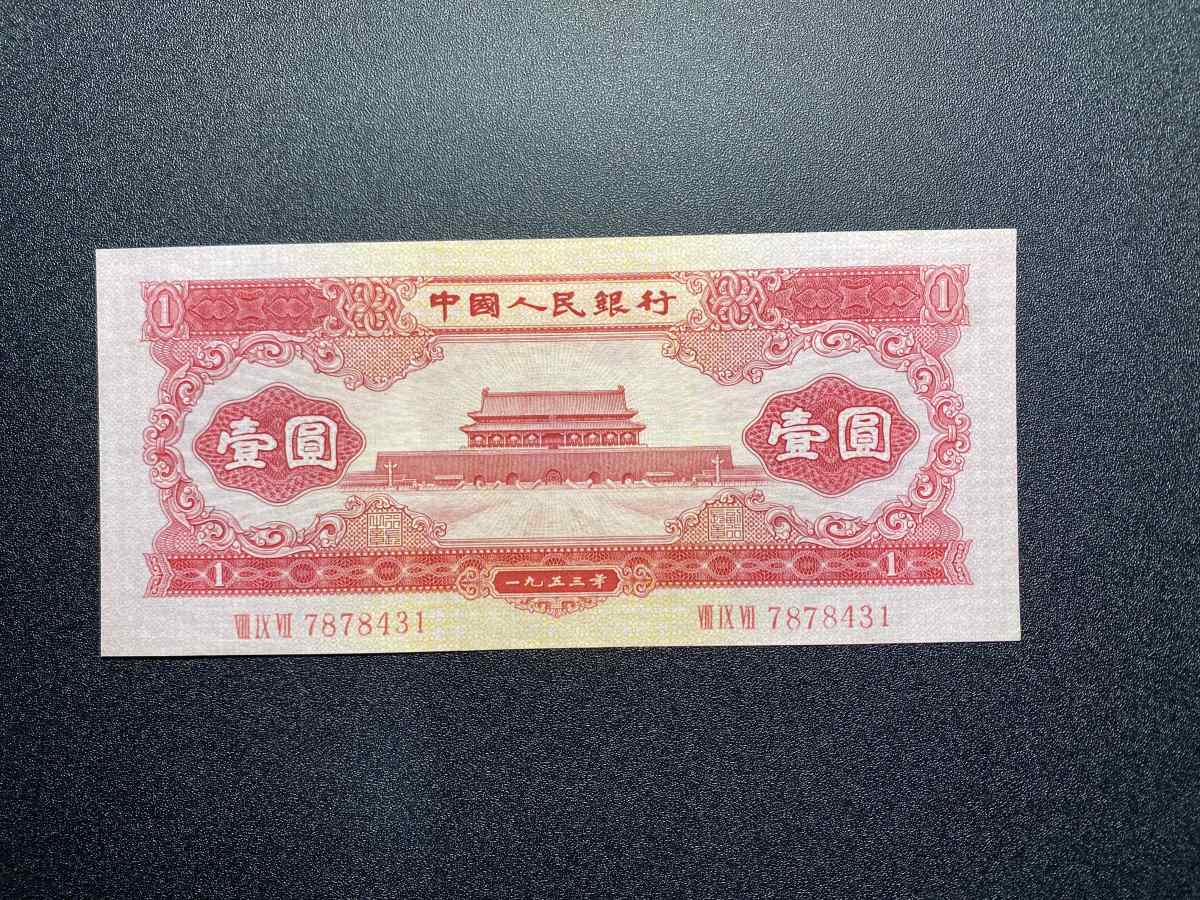 1 中國人民銀行 1
壹圓 壹圓
1 一九五三年 1
VIII IX VII 7878431 VIII IX VII 7878431